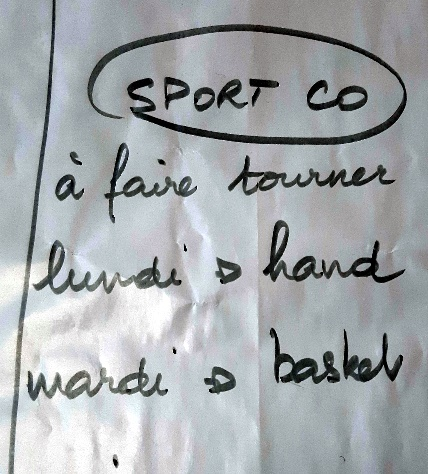 SPORT CO
à faire tourner
lundi → hand
mardi → basket